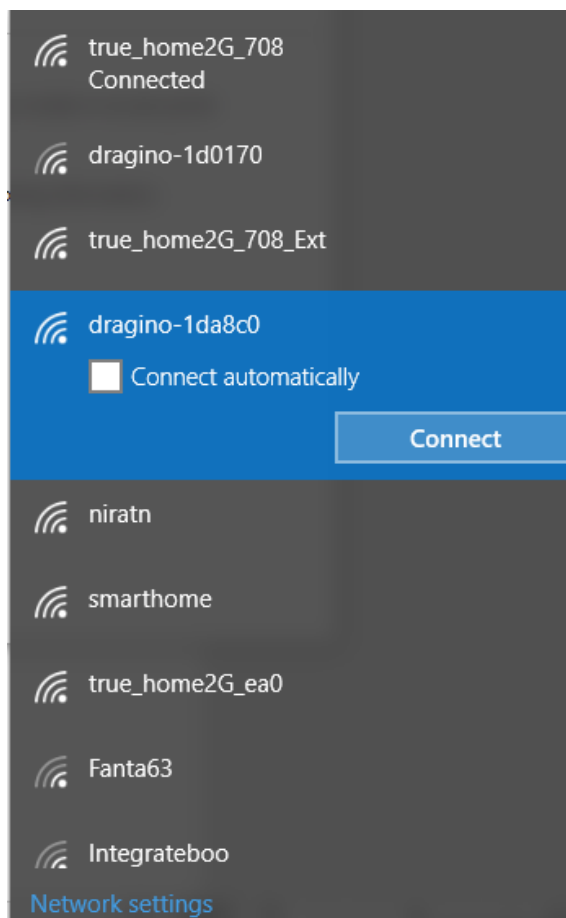 true_home2G_708
Connected
dragino-1d0170
true_home2G_708_Ext
dragino-1da8c0
Connect automatically
Connect
niratn
smarthome
true_home2G_ea0
Fanta63
Integrateboo
Network settings